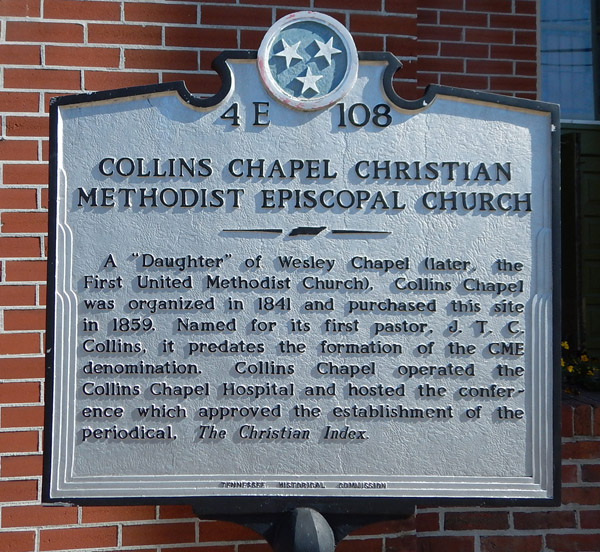 4 E 108
COLLINS CHAPEL CHRISTIAN
METHODIST EPISCOPAL CHURCH
A "Daughter" of Wesley Chapel (later, the
First United Methodist Church), Collins Chapel
was organized in 1841 and purchased this site
in 1859. Named for its first pastor, J. T. C.
Collins, it predates the formation of the CME
denomination. Collins Chapel operated the
Collins Chapel Hospital and hosted the confer-
ence which approved the establishment of the
periodical, The Christian Index.
TENNESSEE HISTORICAL COMMISSION